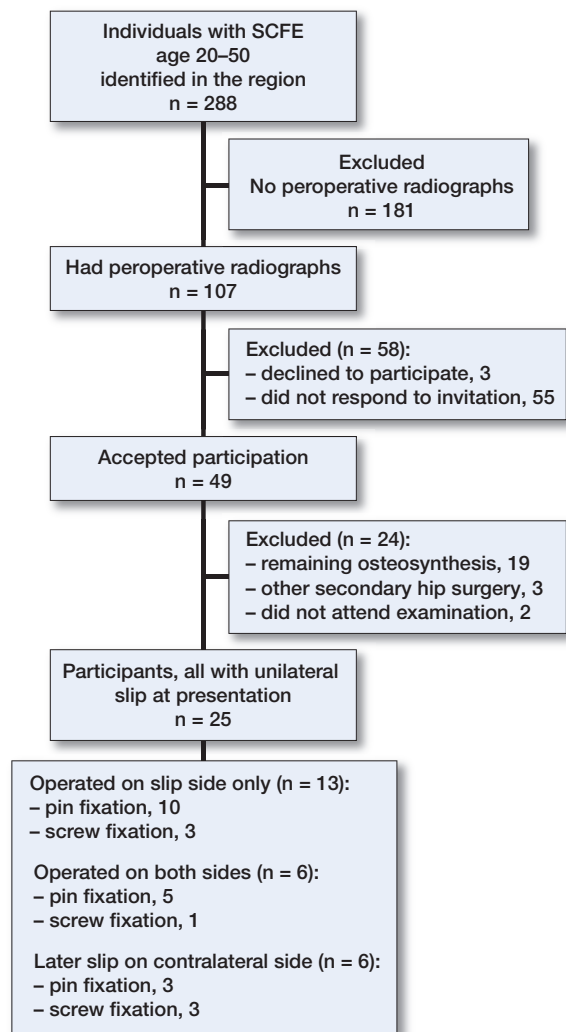 Individuals with SCFE
age 20–50
identified in the region
n = 288
Excluded
No peroperative radiographs
n = 181
Had peroperative radiographs
n = 107
Excluded (n = 58):
– declined to participate, 3
– did not respond to invitation, 55
Accepted participation
n = 49
Excluded (n = 24):
– remaining osteosynthesis, 19
– other secondary hip surgery, 3
– did not attend examination, 2
Participants, all with unilateral
slip at presentation
n = 25
Operated on slip side only (n = 13):
– pin fixation, 10
– screw fixation, 3
Operated on both sides (n = 6):
– pin fixation, 5
– screw fixation, 1
Later slip on contralateral side (n = 6):
– pin fixation, 3
– screw fixation, 3